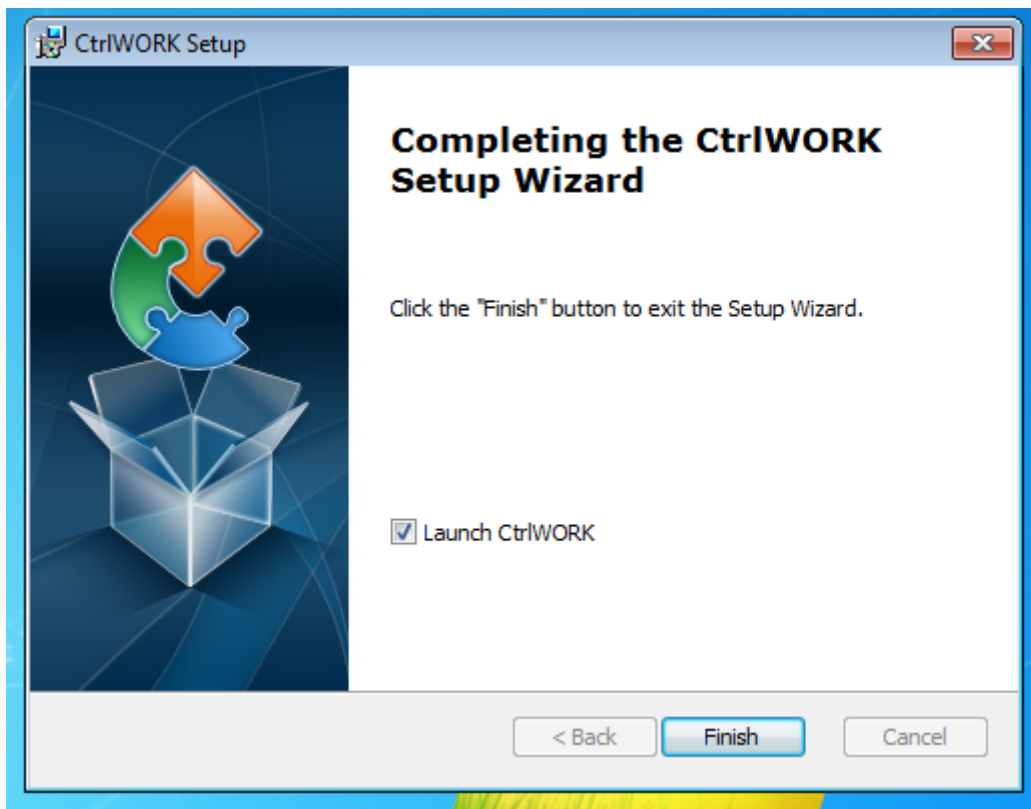 CtrlWORK Setup
Completing the CtrlWORK
Setup Wizard
Click the "Finish" button to exit the Setup Wizard.
Launch CtrlWORK
< Back
Finish
Cancel